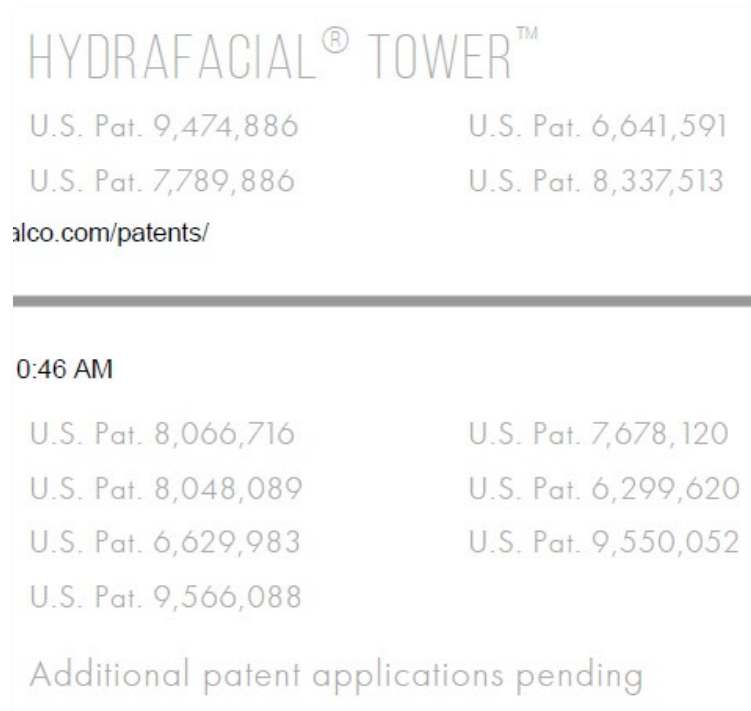 HYDRAFACIAL® TOWER™
U.S. Pat. 9,474,886 U.S. Pat. 6,641,591
U.S. Pat. 7,789,886 U.S. Pat. 8,337,513
alco.com/patents/
0:46 AM
U.S. Pat. 8,066,716 U.S. Pat. 7,678,120
U.S. Pat. 8,048,089 U.S. Pat. 6,299,620
U.S. Pat. 6,629,983 U.S. Pat. 9,550,052
U.S. Pat. 9,566,088
Additional patent applications pending